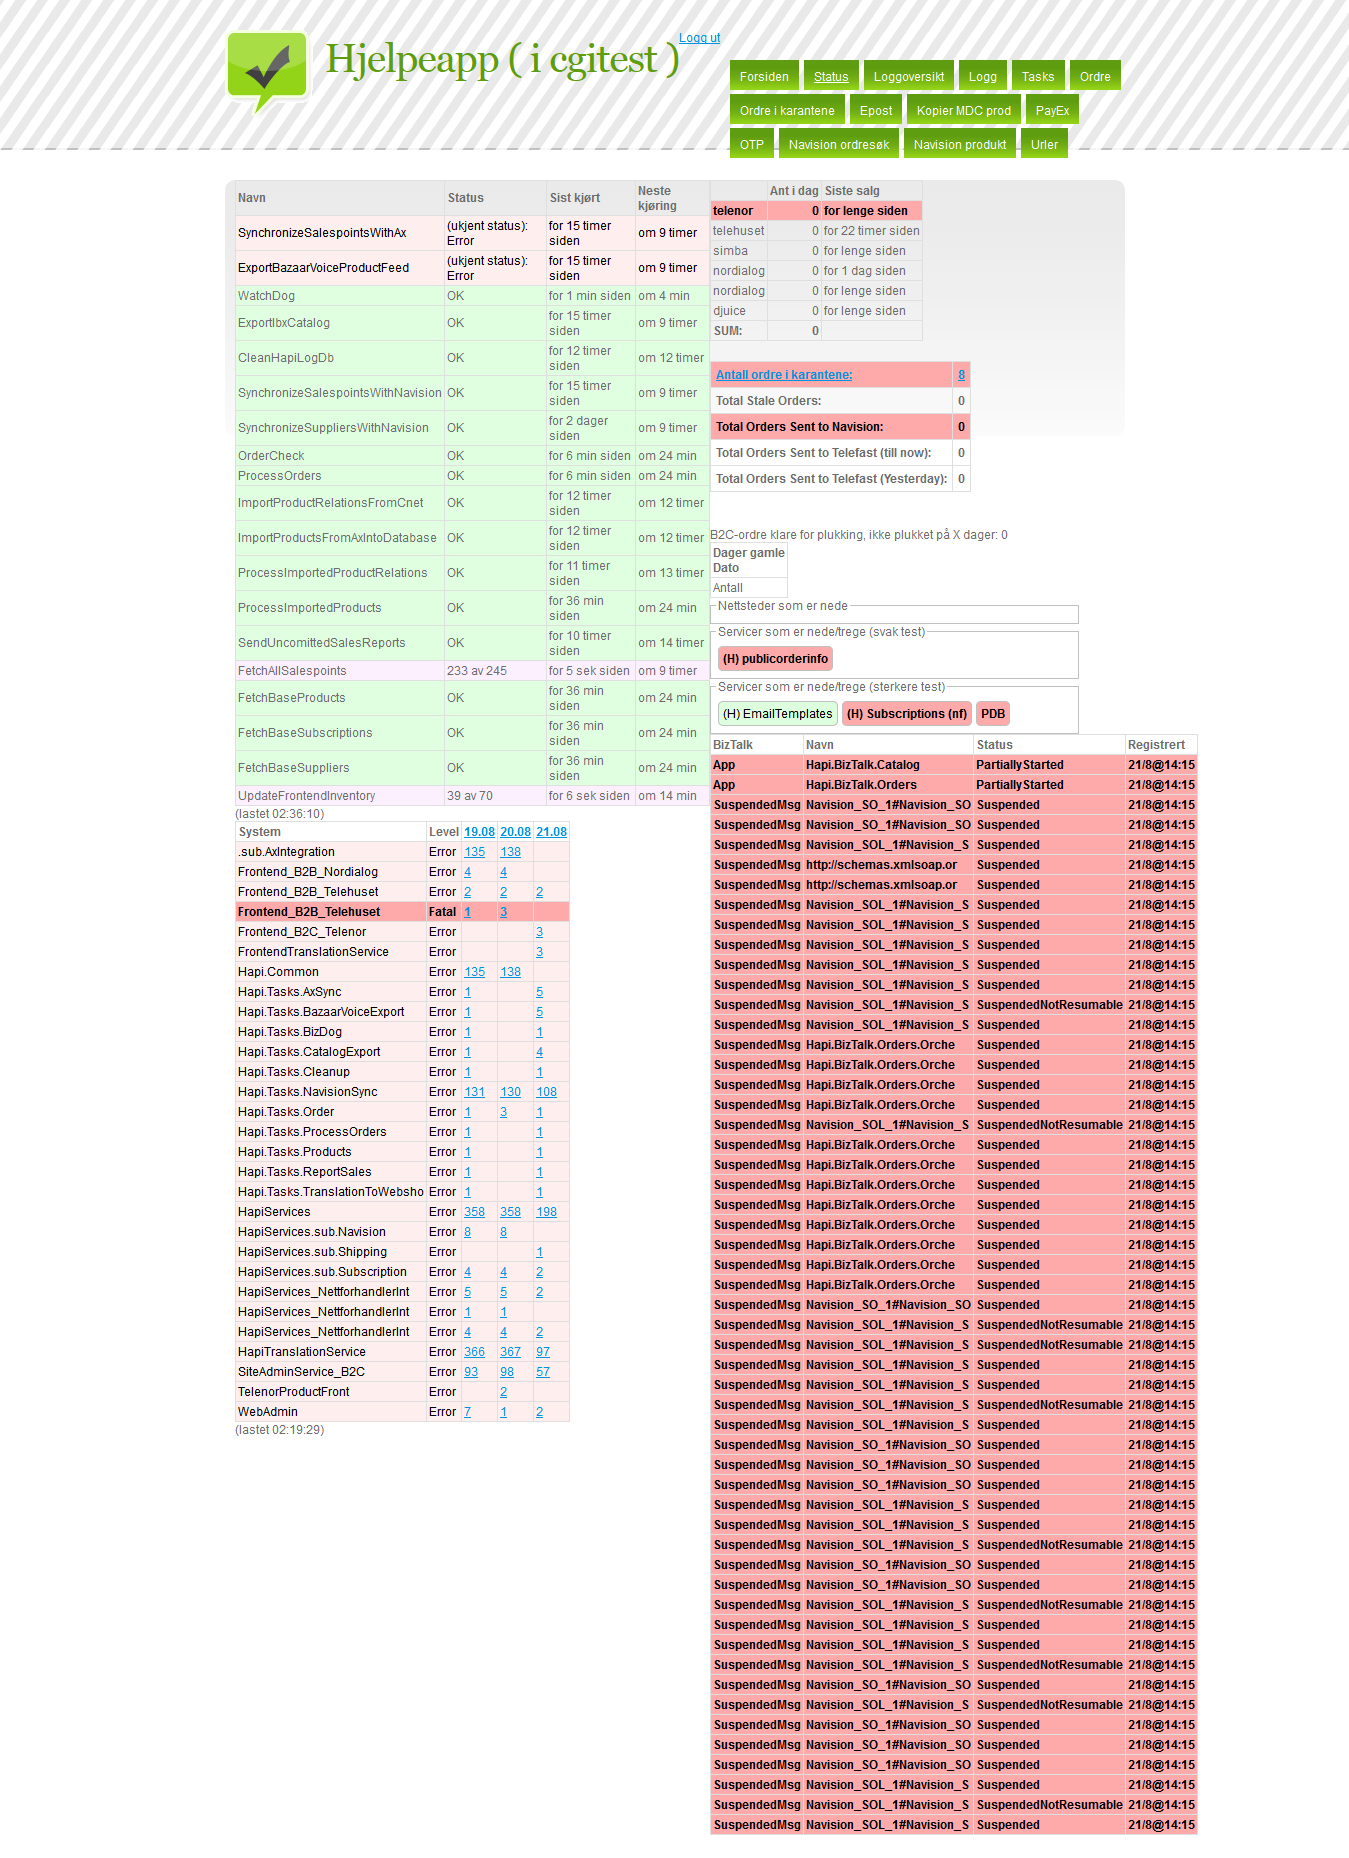 Hjelpeapp ( i cgitest )
Logg ut
Forsiden Status Loggoversikt Logg Tasks Ordre
Ordre i karantene Epost Kopier MDC prod PayEx
OTP Navision ordresøk Navision produkt Urler
Navn Status Sist kjørt Neste kjøring
SynchronizeSalespointsWithAx (ukjent status): Error for 15 timer siden om 9 timer
ExportBazarVoiceProductFeed (ukjent status): Error for 15 timer siden om 9 timer
WatchDog OK for 1 min siden om 4 min
ExportIbxCatalog OK for 15 timer siden om 9 timer
CleanHapiLogDb OK for 12 timer siden om 12 timer
SynchronizeSalespointsWithNavision OK for 15 timer siden om 9 timer
SynchronizeSuppliersWithNavision OK for 2 dager siden om 9 timer
OrderCheck OK for 6 min siden om 24 min
ProcessOrders OK for 6 min siden om 24 min
ImportProductRelationsFromCnet OK for 12 timer siden om 12 timer
ImportProductsFromAxIntoDatabase OK for 12 timer siden om 12 timer
ProcessImportedProductRelations OK for 11 timer siden om 13 timer
ProcessImportedProducts OK for 36 min siden om 24 min
SendUncomittedSalesReports OK for 10 timer siden om 14 timer
FetchAllSalespoints 233 av 245 for 5 sek siden om 9 timer
FetchBaseProducts OK for 36 min siden om 24 min
FetchBaseSubscriptions OK for 36 min siden om 24 min
FetchBaseSuppliers OK for 36 min siden om 24 min
UpdateFrontendInventory 39 av 70 for 6 sek siden om 14 min
(lastet 02:36:10)
System Level 19.08 20.08 21.08
.sub.AxIntegration Error 135 138
Frontend_B2B_Nordialog Error 4 4
Frontend_B2B_Telehuset Error 2 2 2
Frontend_B2B_Telehuset Fatal 1 3
Frontend_B2C_Telenor Error 3
FrontendTranslationService Error 3
Hapi.Common Error 135 138
Hapi.Tasks.AxSync Error 1 5
Hapi.Tasks.BazaarVoiceExport Error 1 5
Hapi.Tasks.BizDog Error 1 1
Hapi.Tasks.CatalogExport Error 1 4
Hapi.Tasks.Cleanup Error 1 1
Hapi.Tasks.NavisionSync Error 131 130 108
Hapi.Tasks.Order Error 1 3 1
Hapi.Tasks.ProcessOrders Error 1 1
Hapi.Tasks.Products Error 1 1
Hapi.Tasks.ReportSales Error 1 1
Hapi.Tasks.TranslationToWebsho Error 1 1
HapiServices Error 358 358 198
HapiServices.sub.Navision Error 8 8
HapiServices.sub.Shipping Error 1
HapiServices.sub.Subscription Error 4 4 2
HapiServices_NettforhandlerInt Error 5 5 2
HapiServices_NettforhandlerInt Error 1 1
HapiServices_NettforhandlerInt Error 4 4 2
HapiTranslationService Error 366 367 97
SiteAdminService_B2C Error 93 98 57
TelenorProductFront Error 2
WebAdmin Error 7 1 2
(lastet 02:19:29)
Ant i dag Siste salg
telenor 0 for lenge siden
telehuset 0 for 22 timer siden
simba 0 for lenge siden
nordialog 0 for 1 dag siden
nordialog 0 for lenge siden
djuice 0 for lenge siden
SUM: 0
Antall ordre i karantene: 8
Total Stale Orders: 0
Total Orders Sent to Navision: 0
Total Orders Sent to Telefast (till now): 0
Total Orders Sent to Telefast (Yesterday): 0
B2C-ordre klare for plukking, ikke plukket på X dager: 0
Dager gamle
Dato
Antall
Nettsteder som er nede
Servicer som er nede/trege (svak test)
(H) publicorderinfo
Servicer som er nede/trege (sterkere test)
(H) EmailTemplates (H) Subscriptions (nf) PDB
BizTalk Navn Status Registrert
App Hapi.BizTalk.Catalog PartiallyStarted 21/8@14:15
App Hapi.BizTalk.Orders PartiallyStarted 21/8@14:15
SuspendedMsg Navision_SO_1#Navision_SO Suspended 21/8@14:15
SuspendedMsg Navision_SO_1#Navision_SO Suspended 21/8@14:15
SuspendedMsg Navision_SOL_1#Navision_S Suspended 21/8@14:15
SuspendedMsg http://schemas.xmlsoap.or Suspended 21/8@14:15
SuspendedMsg http://schemas.xmlsoap.or Suspended 21/8@14:15
SuspendedMsg Navision_SOL_1#Navision_S Suspended 21/8@14:15
SuspendedMsg Navision_SOL_1#Navision_S Suspended 21/8@14:15
SuspendedMsg Navision_SOL_1#Navision_S Suspended 21/8@14:15
SuspendedMsg Navision_SOL_1#Navision_S Suspended 21/8@14:15
SuspendedMsg Navision_SOL_1#Navision_S Suspended 21/8@14:15
SuspendedMsg Navision_SOL_1#Navision_S SuspendedNotResumable 21/8@14:15
SuspendedMsg Navision_SOL_1#Navision_S Suspended 21/8@14:15
SuspendedMsg Hapi.BizTalk.Orders.Orche Suspended 21/8@14:15
SuspendedMsg Hapi.BizTalk.Orders.Orche Suspended 21/8@14:15
SuspendedMsg Hapi.BizTalk.Orders.Orche Suspended 21/8@14:15
SuspendedMsg Hapi.BizTalk.Orders.Orche Suspended 21/8@14:15
SuspendedMsg Navision_SOL_1#Navision_S SuspendedNotResumable 21/8@14:15
SuspendedMsg Hapi.BizTalk.Orders.Orche Suspended 21/8@14:15
SuspendedMsg Hapi.BizTalk.Orders.Orche Suspended 21/8@14:15
SuspendedMsg Hapi.BizTalk.Orders.Orche Suspended 21/8@14:15
SuspendedMsg Hapi.BizTalk.Orders.Orche Suspended 21/8@14:15
SuspendedMsg Hapi.BizTalk.Orders.Orche Suspended 21/8@14:15
SuspendedMsg Hapi.BizTalk.Orders.Orche Suspended 21/8@14:15
SuspendedMsg Hapi.BizTalk.Orders.Orche Suspended 21/8@14:15
SuspendedMsg Hapi.BizTalk.Orders.Orche Suspended 21/8@14:15
SuspendedMsg Navision_SO_1#Navision_SO Suspended 21/8@14:15
SuspendedMsg Navision_SOL_1#Navision_S SuspendedNotResumable 21/8@14:15
SuspendedMsg Navision_SOL_1#Navision_S SuspendedNotResumable 21/8@14:15
SuspendedMsg Navision_SOL_1#Navision_S Suspended 21/8@14:15
SuspendedMsg Navision_SOL_1#Navision_S Suspended 21/8@14:15
SuspendedMsg Navision_SOL_1#Navision_S SuspendedNotResumable 21/8@14:15
SuspendedMsg Navision_SOL_1#Navision_S Suspended 21/8@14:15
SuspendedMsg Navision_SO_1#Navision_SO Suspended 21/8@14:15
SuspendedMsg Navision_SO_1#Navision_SO Suspended 21/8@14:15
SuspendedMsg Navision_SO_1#Navision_SO Suspended 21/8@14:15
SuspendedMsg Navision_SOL_1#Navision_S Suspended 21/8@14:15
SuspendedMsg Navision_SOL_1#Navision_S Suspended 21/8@14:15
SuspendedMsg Navision_SOL_1#Navision_S SuspendedNotResumable 21/8@14:15
SuspendedMsg Navision_SO_1#Navision_SO Suspended 21/8@14:15
SuspendedMsg Navision_SO_1#Navision_SO Suspended 21/8@14:15
SuspendedMsg Navision_SOL_1#Navision_S SuspendedNotResumable 21/8@14:15
SuspendedMsg Navision_SOL_1#Navision_S Suspended 21/8@14:15
SuspendedMsg Navision_SOL_1#Navision_S Suspended 21/8@14:15
SuspendedMsg Navision_SOL_1#Navision_S SuspendedNotResumable 21/8@14:15
SuspendedMsg Navision_SO_1#Navision_SO Suspended 21/8@14:15
SuspendedMsg Navision_SOL_1#Navision_S SuspendedNotResumable 21/8@14:15
SuspendedMsg Navision_SO_1#Navision_SO Suspended 21/8@14:15
SuspendedMsg Navision_SO_1#Navision_SO Suspended 21/8@14:15
SuspendedMsg Navision_SO_1#Navision_SO Suspended 21/8@14:15
SuspendedMsg Navision_SOL_1#Navision_S Suspended 21/8@14:15
SuspendedMsg Navision_SOL_1#Navision_S SuspendedNotResumable 21/8@14:15
SuspendedMsg Navision_SOL_1#Navision_S Suspended 21/8@14:15